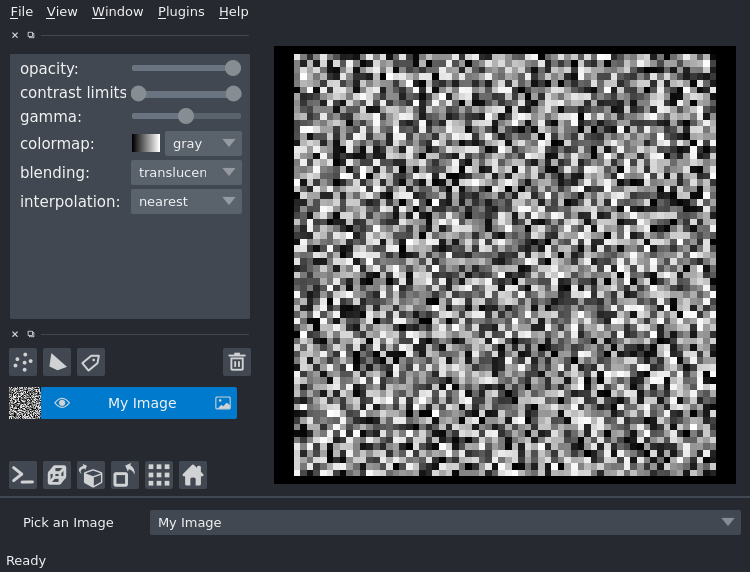 File View Window Plugins Help
opacity:
contrast limits
gamma:
colormap: gray
blending: translucen
interpolation: nearest
My Image
Pick an Image My Image
Ready